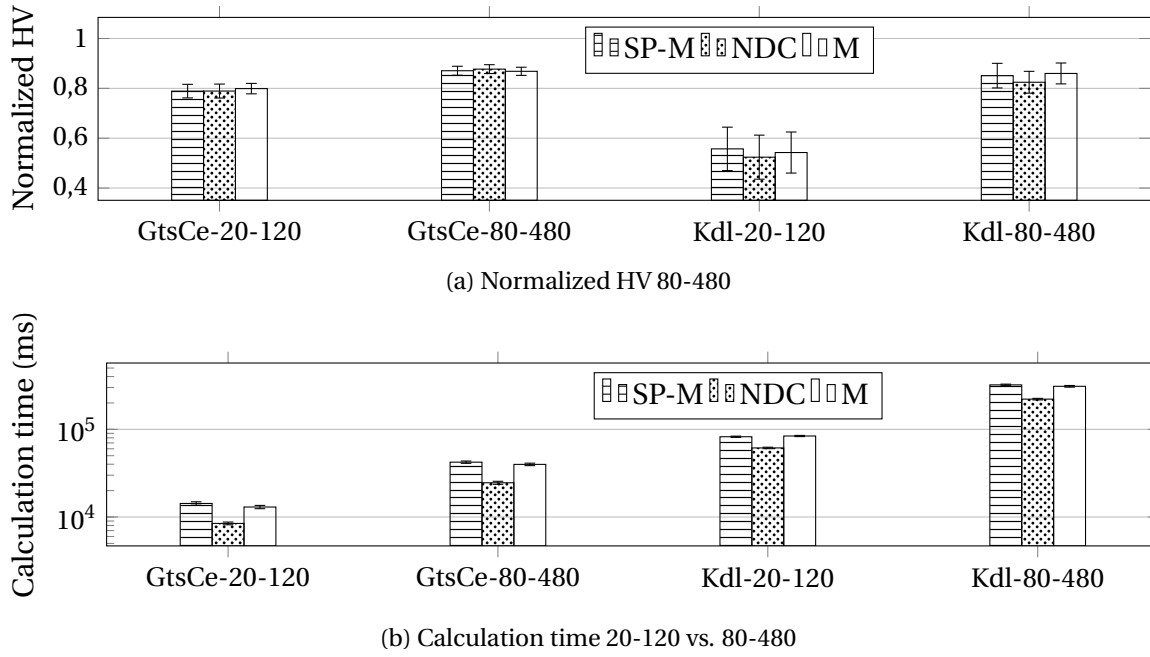 Normalized HV
1
0,8
0,6
0,4
SP-M NDC M
GtsCe-20-120 GtsCe-80-480 Kdl-20-120 Kdl-80-480
(a) Normalized HV 80-480
Calculation time (ms)
10^5
10^4
SP-M NDC M
GtsCe-20-120 GtsCe-80-480 Kdl-20-120 Kdl-80-480
(b) Calculation time 20-120 vs. 80-480